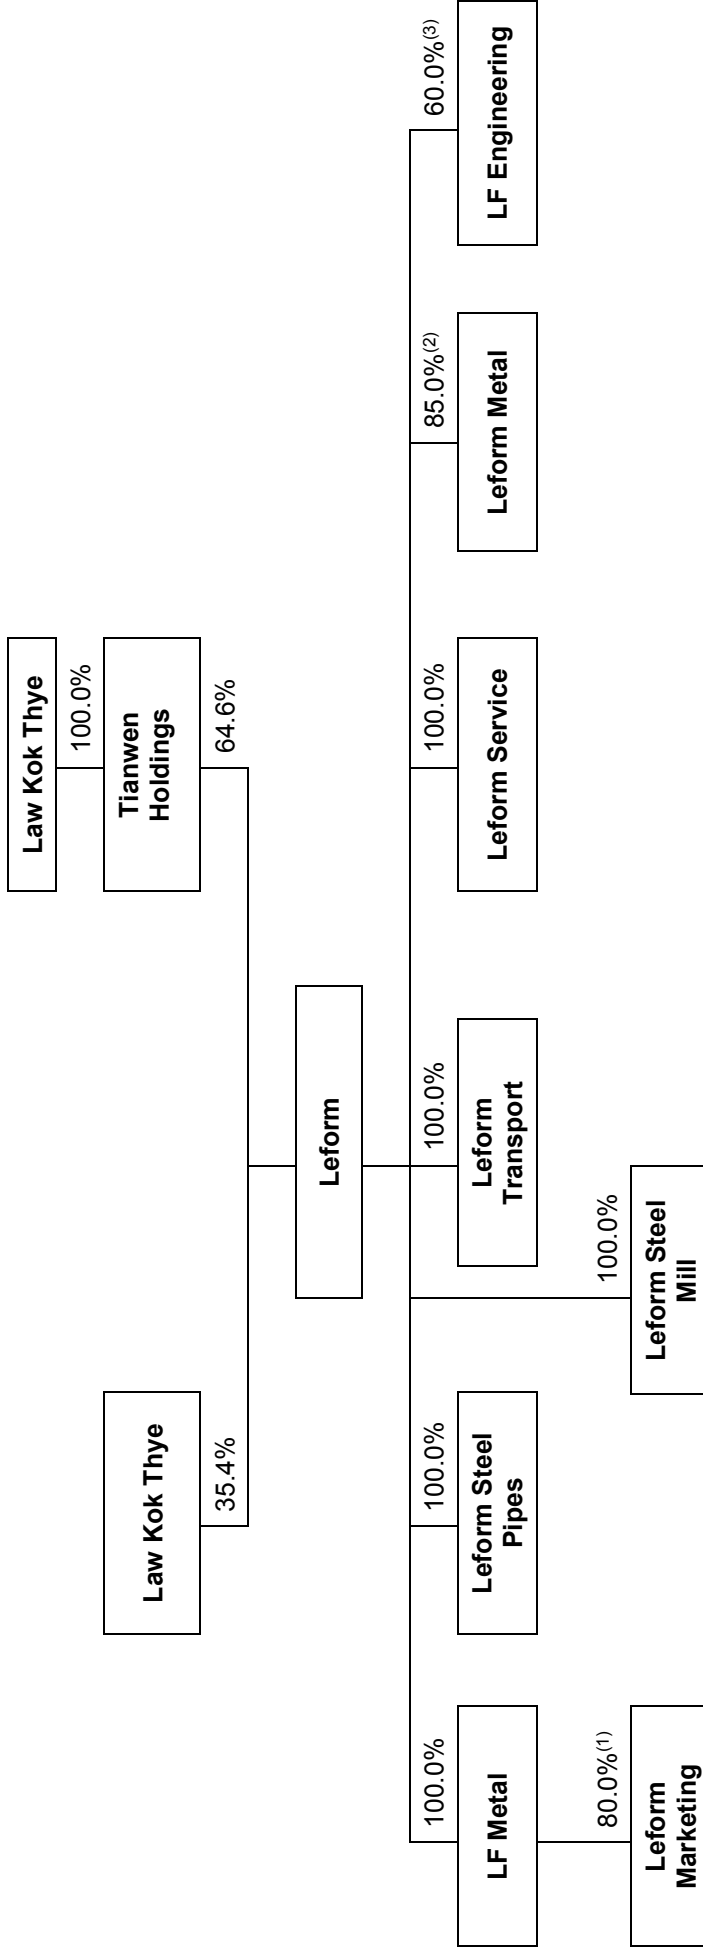 Law Kok Thye
100.0%
Law Kok Thye
Tianwen
Holdings
35.4%
64.6%
Leform
100.0%
100.0%
100.0%
100.0%
85.0%(2)
60.0%(3)
LF Metal
Leform Steel
Pipes
Leform
Transport
Leform Service
Leform Metal
LF Engineering
80.0%(1)
100.0%
Leform
Marketing
Leform Steel
Mill